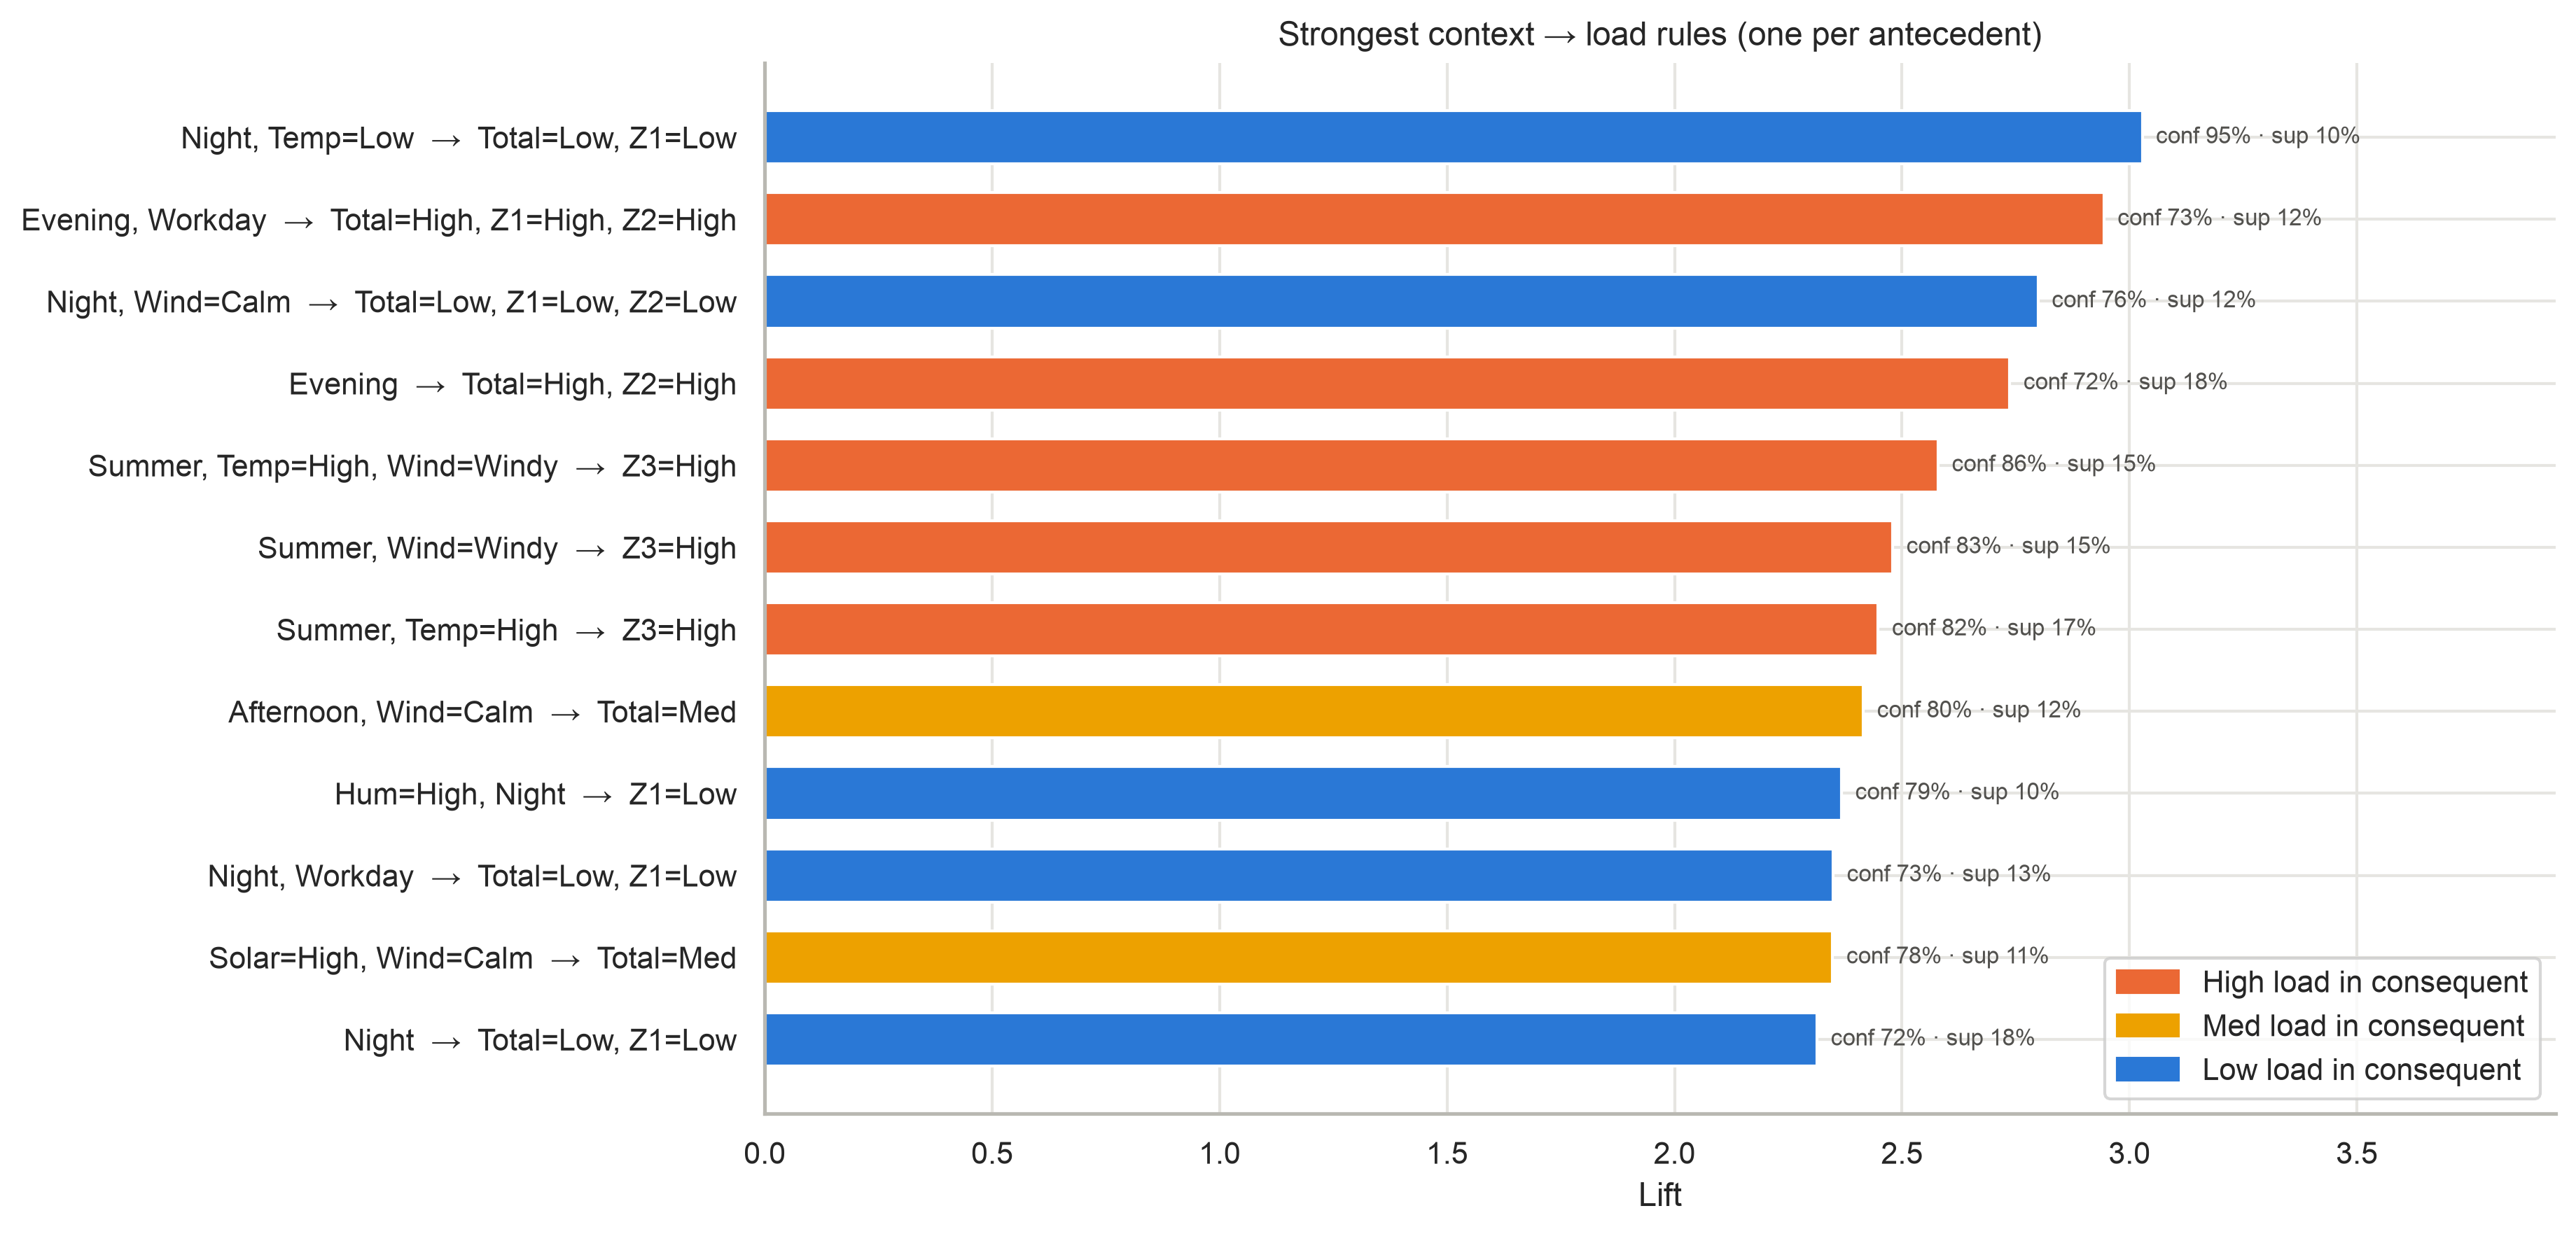 Strongest context → load rules (one per antecedent)
Night, Temp=Low → Total=Low, Z1=Low
conf 95% · sup 10%
Evening, Workday → Total=High, Z1=High, Z2=High
conf 73% · sup 12%
Night, Wind=Calm → Total=Low, Z1=Low, Z2=Low
conf 76% · sup 12%
Evening → Total=High, Z2=High
conf 72% · sup 18%
Summer, Temp=High, Wind=Windy → Z3=High
conf 86% · sup 15%
Summer, Wind=Windy → Z3=High
conf 83% · sup 15%
Summer, Temp=High → Z3=High
conf 82% · sup 17%
Afternoon, Wind=Calm → Total=Med
conf 80% · sup 12%
Hum=High, Night → Z1=Low
conf 79% · sup 10%
Night, Workday → Total=Low, Z1=Low
conf 73% · sup 13%
Solar=High, Wind=Calm → Total=Med
conf 78% · sup 11%
Night → Total=Low, Z1=Low
conf 72% · sup 18%
High load in consequent
Med load in consequent
Low load in consequent
0.0 0.5 1.0 1.5 2.0 2.5 3.0 3.5
Lift